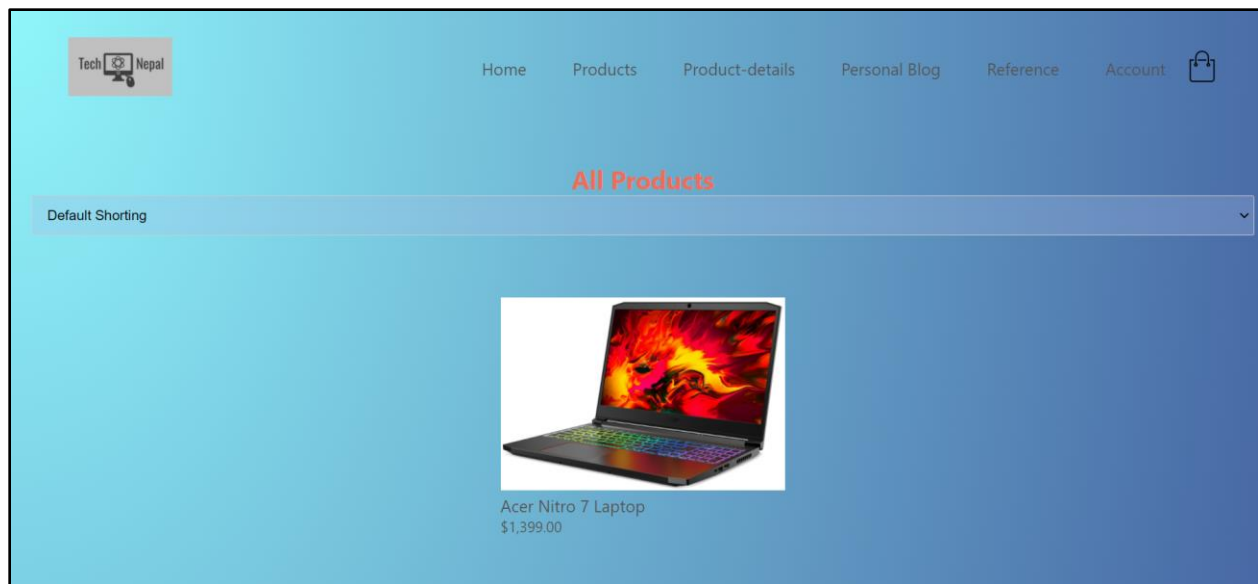 Tech Nepal
Home Products Product-details Personal Blog Reference Account
All Products
Default Shorting
Acer Nitro 7 Laptop
$1,399.00